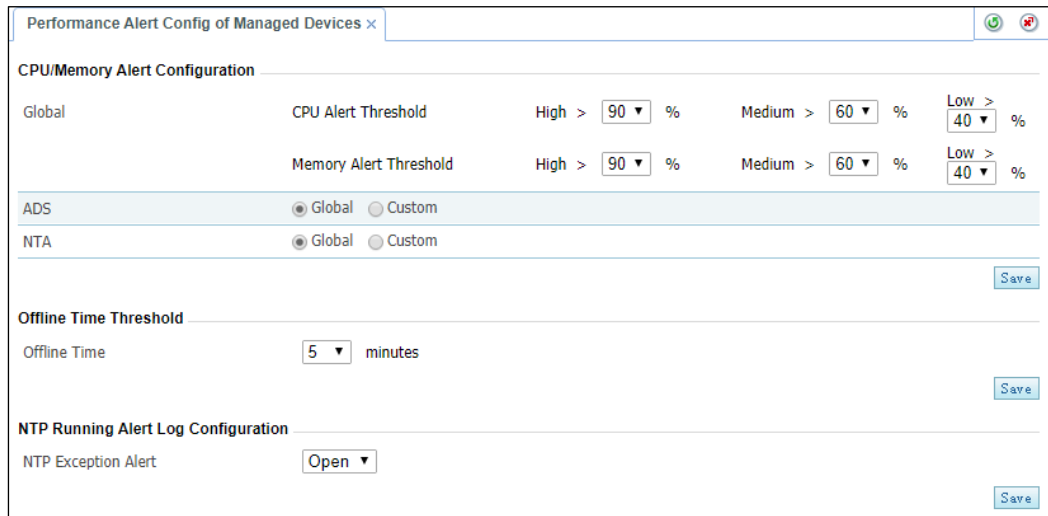 Performance Alert Config of Managed Devices ×
CPU/Memory Alert Configuration
Global CPU Alert Threshold High > 90 % Medium > 60 % Low > 40 %
Memory Alert Threshold High > 90 % Medium > 60 % Low > 40 %
ADS Global Custom
NTA Global Custom
Save
Offline Time Threshold
Offline Time 5 minutes
Save
NTP Running Alert Log Configuration
NTP Exception Alert Open
Save